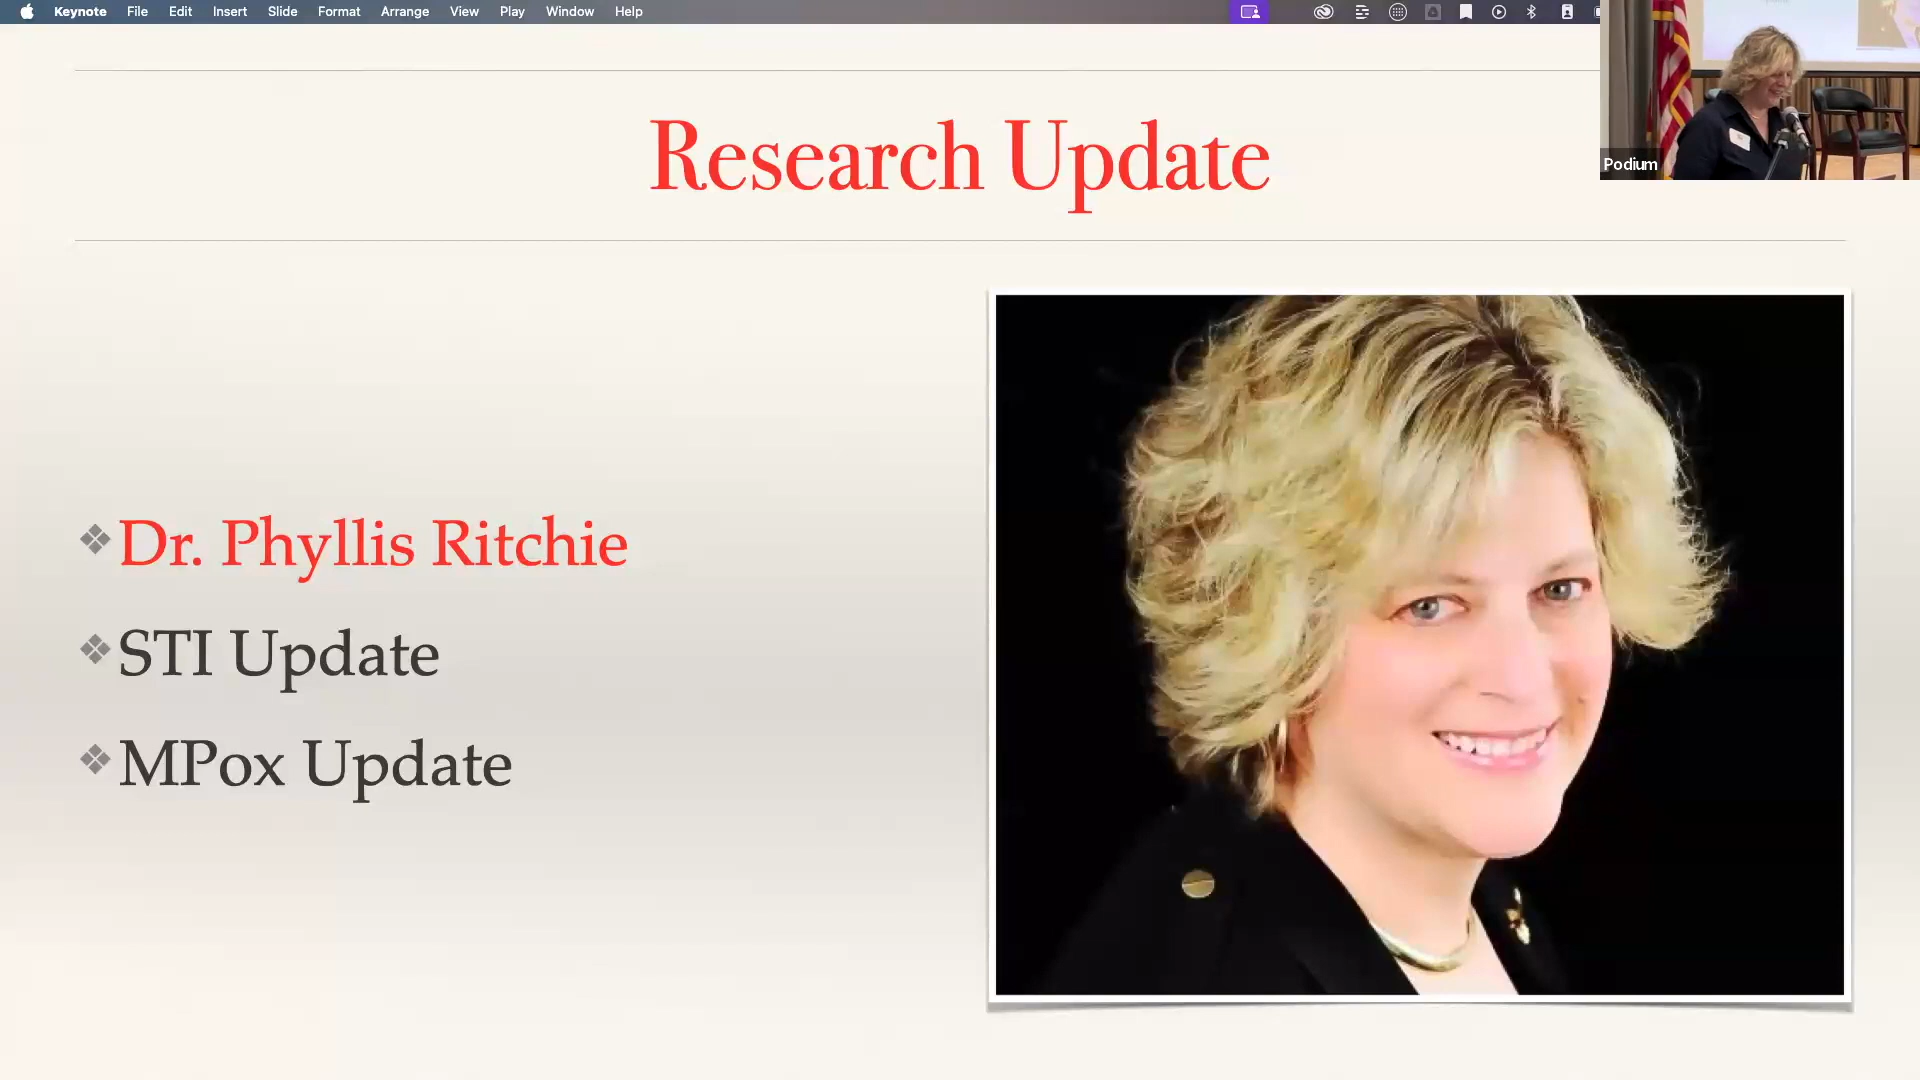 Keynote File Edit Insert Slide Format Arrange View Play Window Help
Podium
Research Update
Dr. Phyllis Ritchie
STI Update
MPox Update